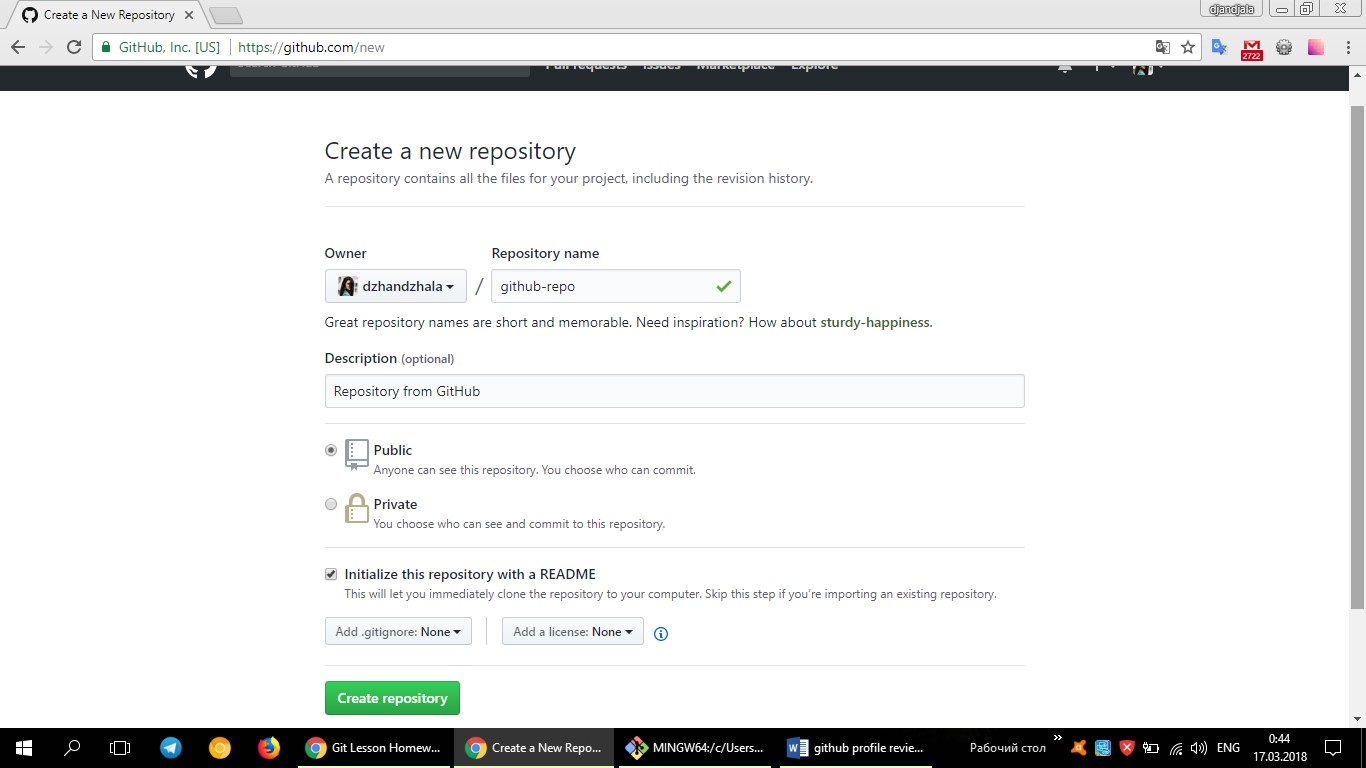 Create a New Repository
djandjala
GitHub, Inc. [US] https://github.com/new
2722
Search GitHub Pull requests Issues Marketplace Explore
Create a new repository
A repository contains all the files for your project, including the revision history.
Owner Repository name
dzhandzhala / github-repo
Great repository names are short and memorable. Need inspiration? How about sturdy-happiness.
Description (optional)
Repository from GitHub
Public
Anyone can see this repository. You choose who can commit.
Private
You choose who can see and commit to this repository.
Initialize this repository with a README
This will let you immediately clone the repository to your computer. Skip this step if you're importing an existing repository.
Add .gitignore: None Add a license: None
Create repository
Git Lesson Homew... Create a New Repo... MINGW64:/c/Users... github profile revie... Рабочий стол ENG 0:44
17.03.2018